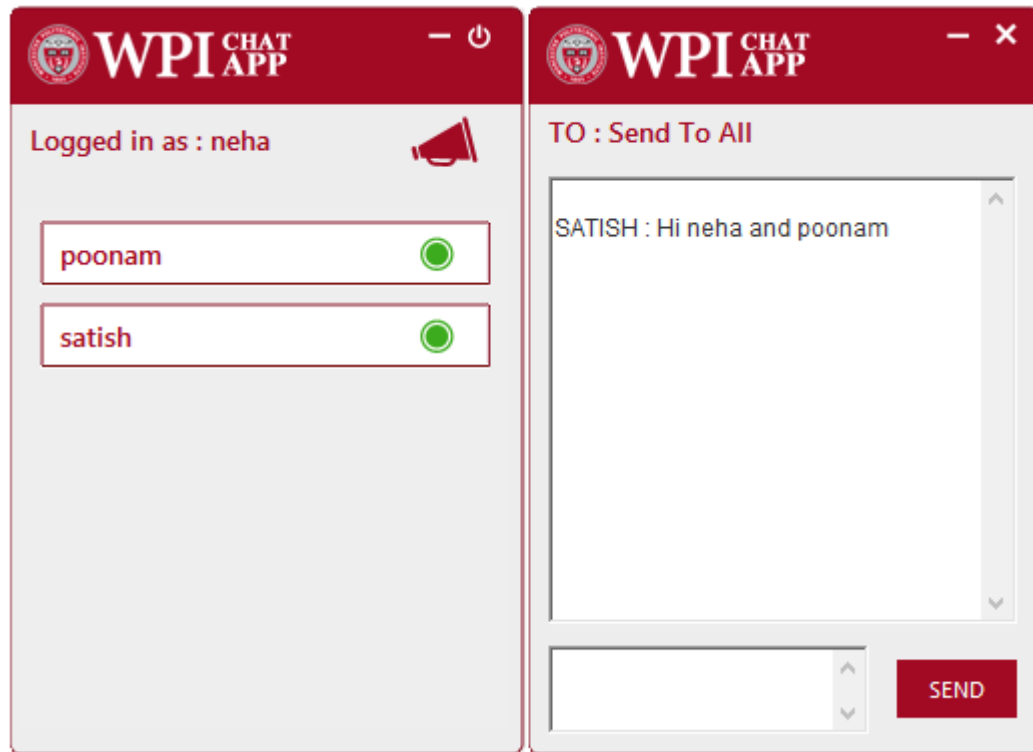 WPI CHAT APP
Logged in as : neha
poonam
satish
WPI CHAT APP
TO : Send To All
SATISH : Hi neha and poonam
SEND